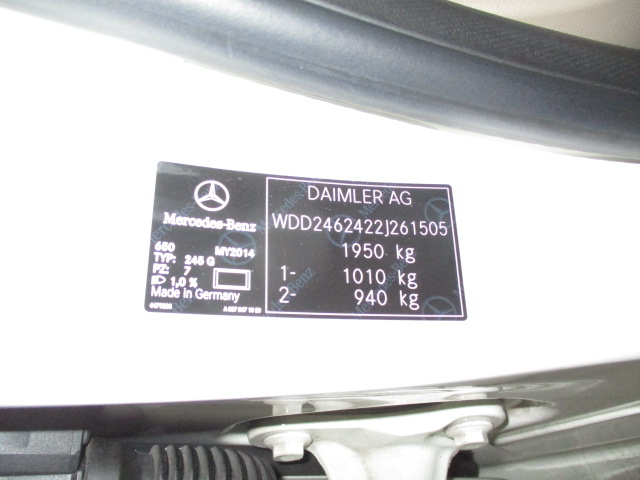 Mercedes-Benz
650 MY2014
TYP: 245 G
PZ: 7
1,0 %
Made in Germany
DAIMLER AG
WDD2462422J261505
1950 kg
1- 1010 kg
2- 940 kg